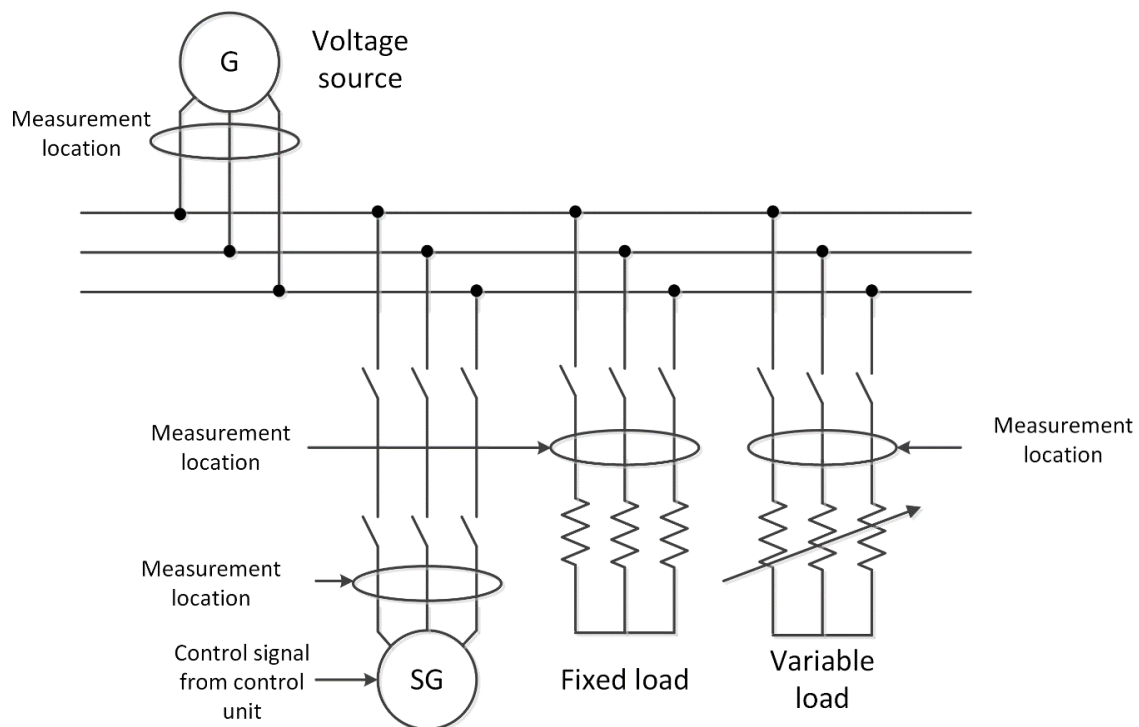 G
Voltage
source
Measurement
location
Measurement
location
Measurement
location
Measurement
location
Control signal
from control
unit
SG
Fixed load
Variable
load